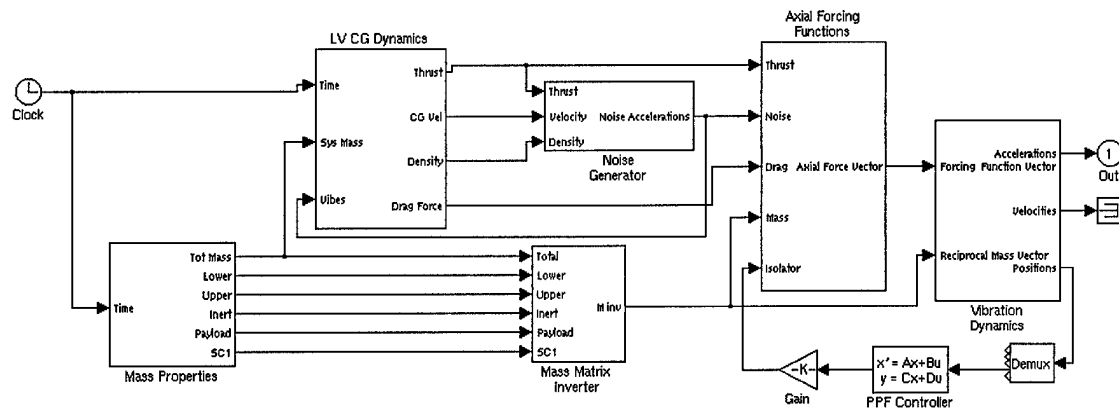 Clock
LV CG Dynamics
Time
Sys Mass
Vibes
Thrust
CG Vel
Density
Drag Force
Thrust
Velocity
Density
Noise Accelerations
Noise
Generator
Axial Forcing
Functions
Thrust
Noise
Drag
Mass
Isolator
Axial Force Vector
Forcing
Reciprocal Mass Vector
Accelerations
Function Vector
Velocities
Positions
Vibration
Dynamics
1
Out
Time
Tot Mass
Lower
Upper
Inert
Payload
SC1
Mass Properties
Total
Lower
Upper
Inert
Payload
SC1
M inv
Mass Matrix
Inverter
-K-
Gain
x' = Ax+Bu
y = Cx+Du
PPF Controller
Demux